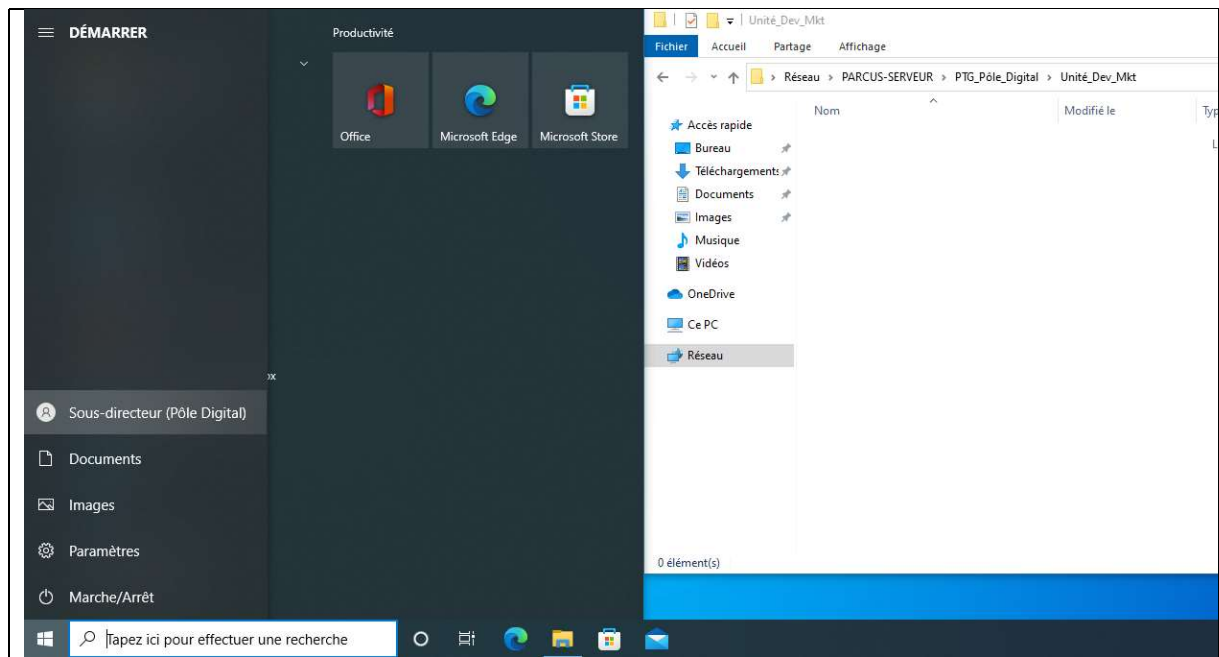 DÉMARRER
Productivité
Office
Microsoft Edge
Microsoft Store
Sous-directeur (Pôle Digital)
Documents
Images
Paramètres
Marche/Arrêt
Tapez ici pour effectuer une recherche
Unité_Dev_Mkt
Fichier Accueil Partage Affichage
Réseau > PARCUS-SERVEUR > PTG_Pôle_Digital > Unité_Dev_Mkt
Nom Modifié le Typ
L
Accès rapide
Bureau
Téléchargements
Documents
Images
Musique
Vidéos
OneDrive
Ce PC
Réseau
0 élément(s)